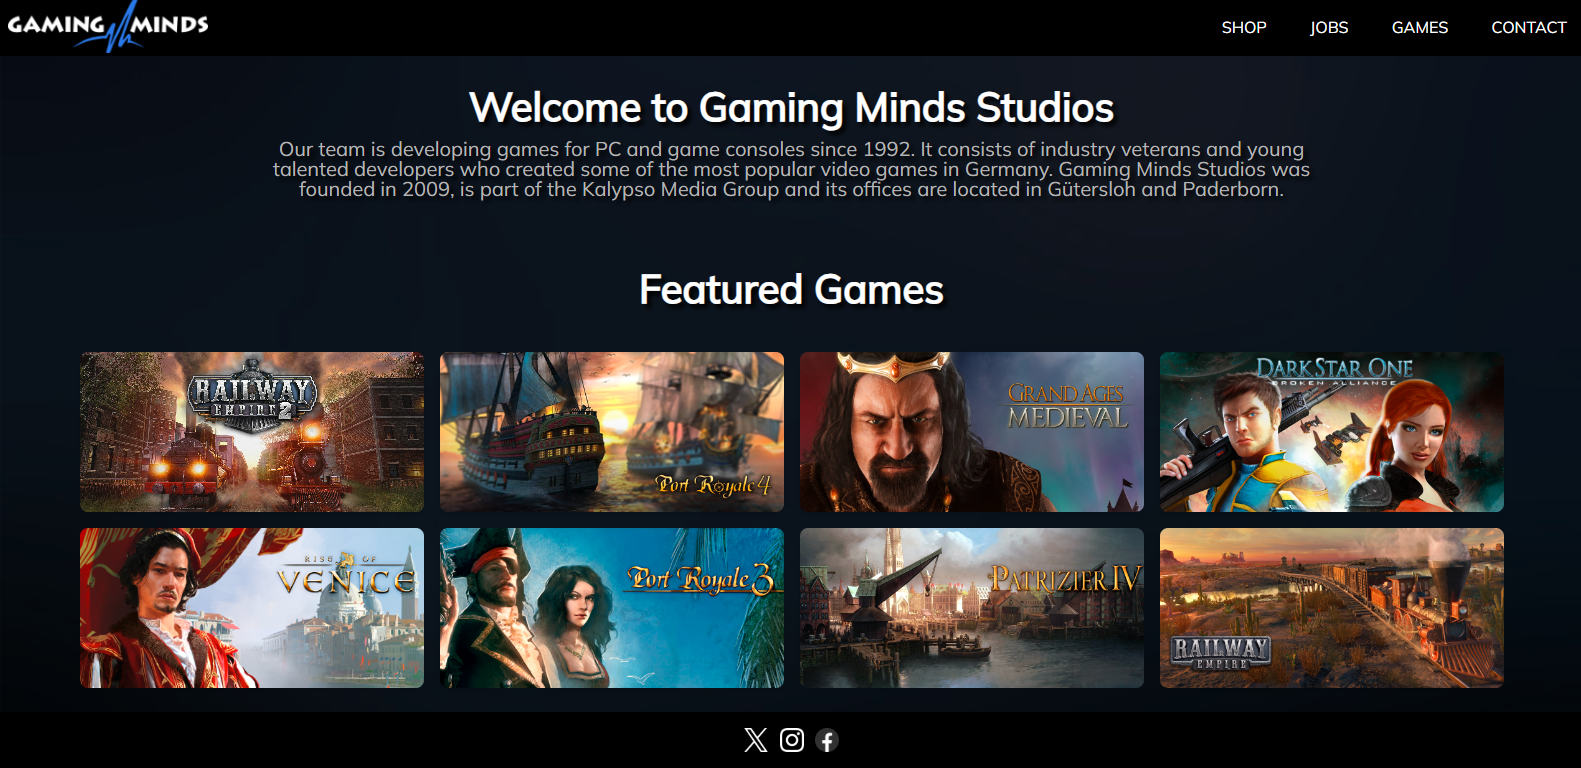 GAMING MINDS
SHOP JOBS GAMES CONTACT
Welcome to Gaming Minds Studios
Our team is developing games for PC and game consoles since 1992. It consists of industry veterans and young
talented developers who created some of the most popular video games in Germany. Gaming Minds Studios was
founded in 2009, is part of the Kalypso Media Group and its offices are located in Gütersloh and Paderborn.
Featured Games
RAILWAY
EMPIRE 2
Port Royale 4
GRAND AGES
MEDIEVAL
DARKSTAR ONE
BROKEN ALLIANCE
RISE OF
VENICE
Port Royale 3
PATRIZIER IV
RAILWAY
EMPIRE